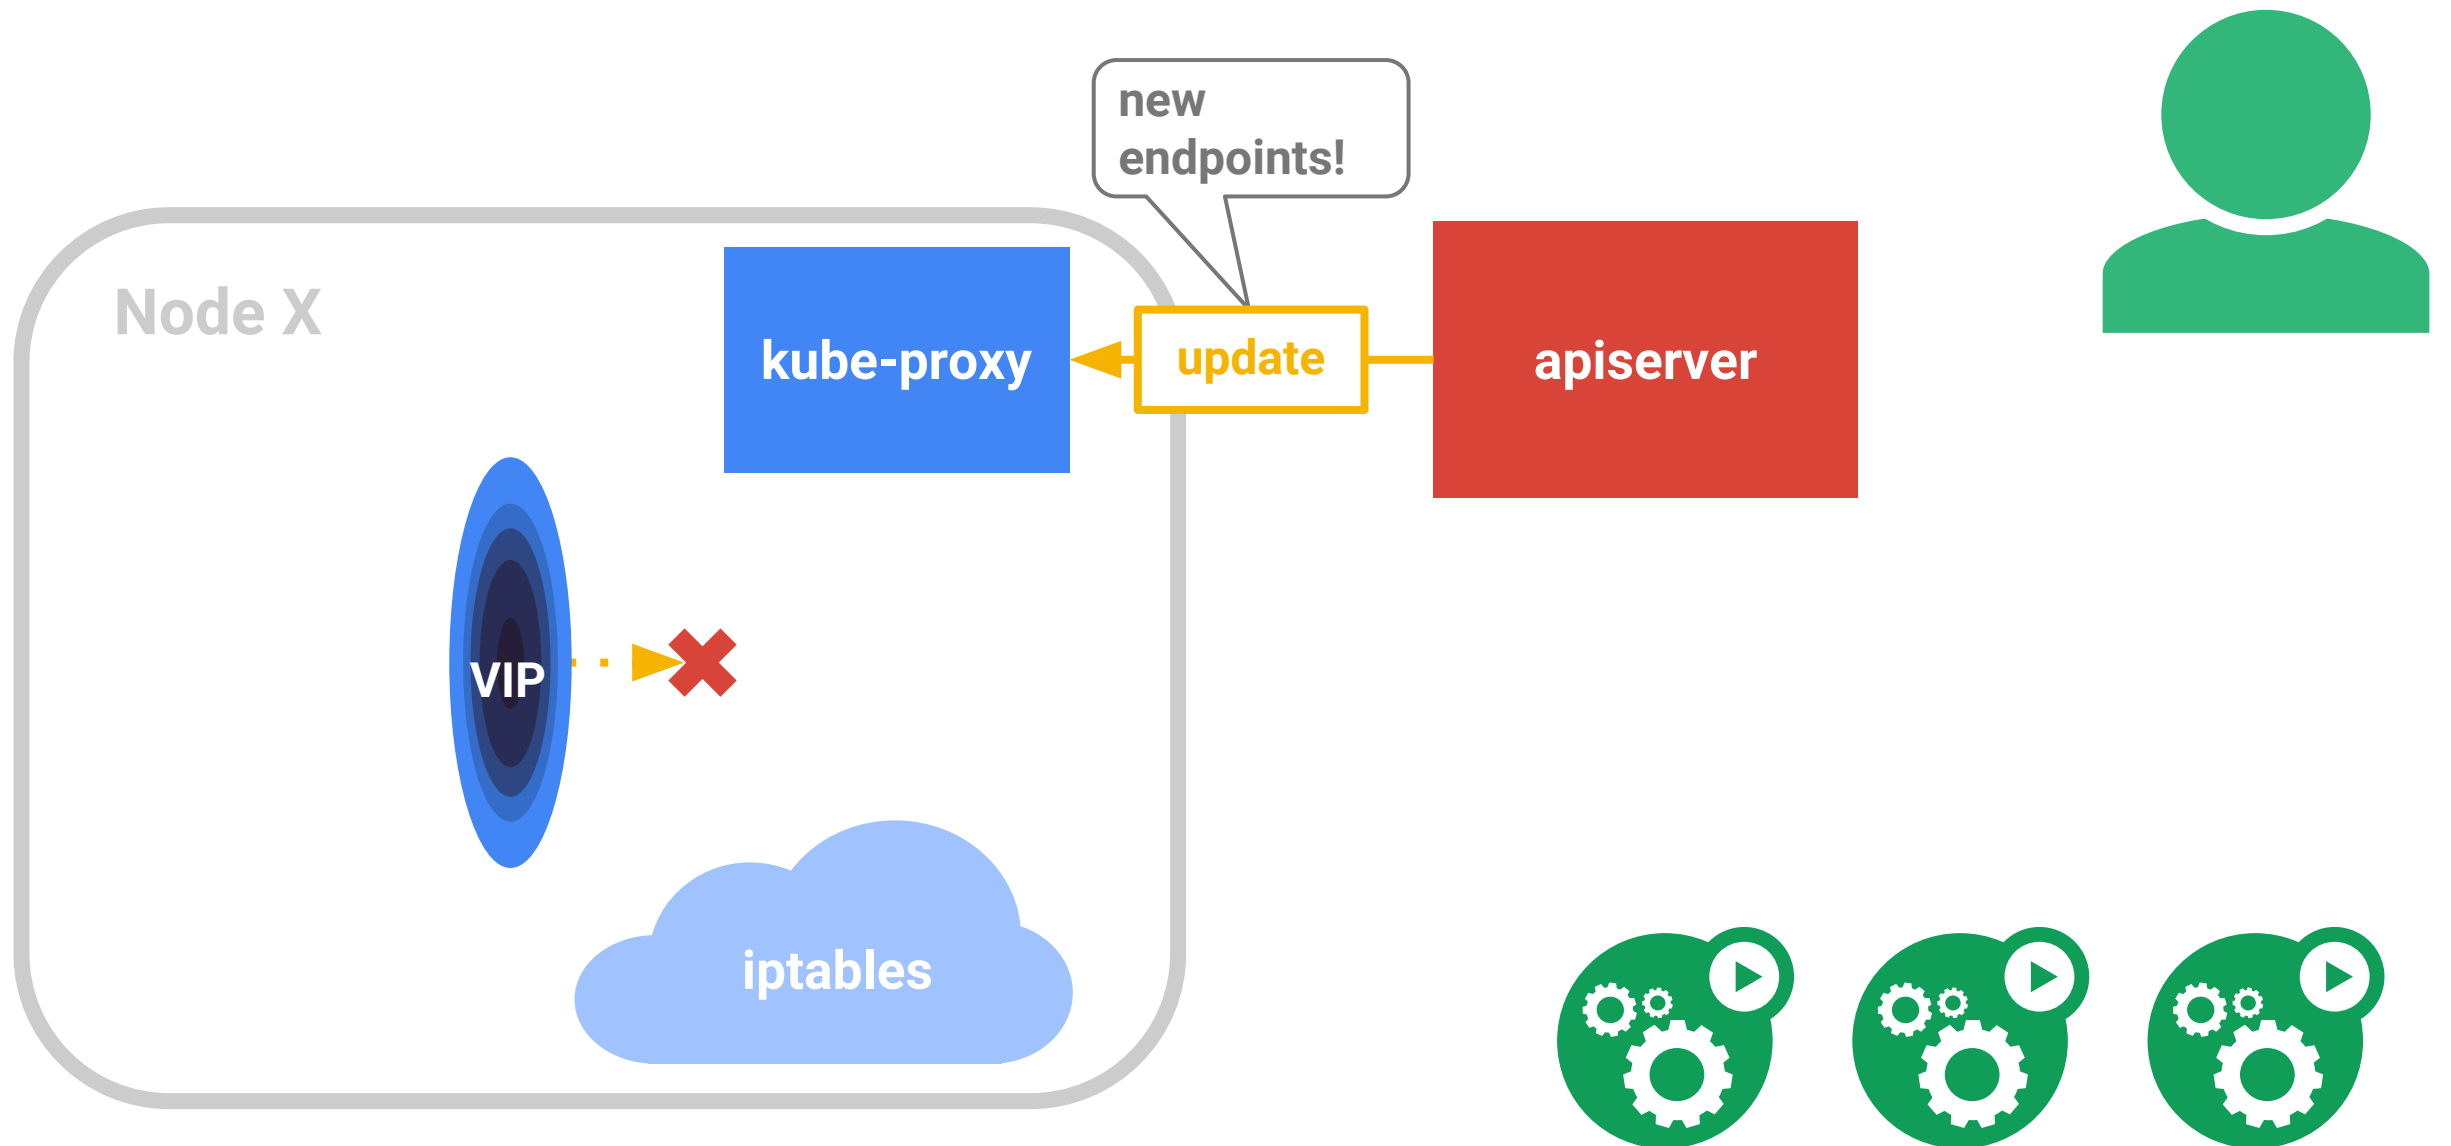 new
endpoints!
Node X
kube-proxy
update
apiserver
VIP
iptables